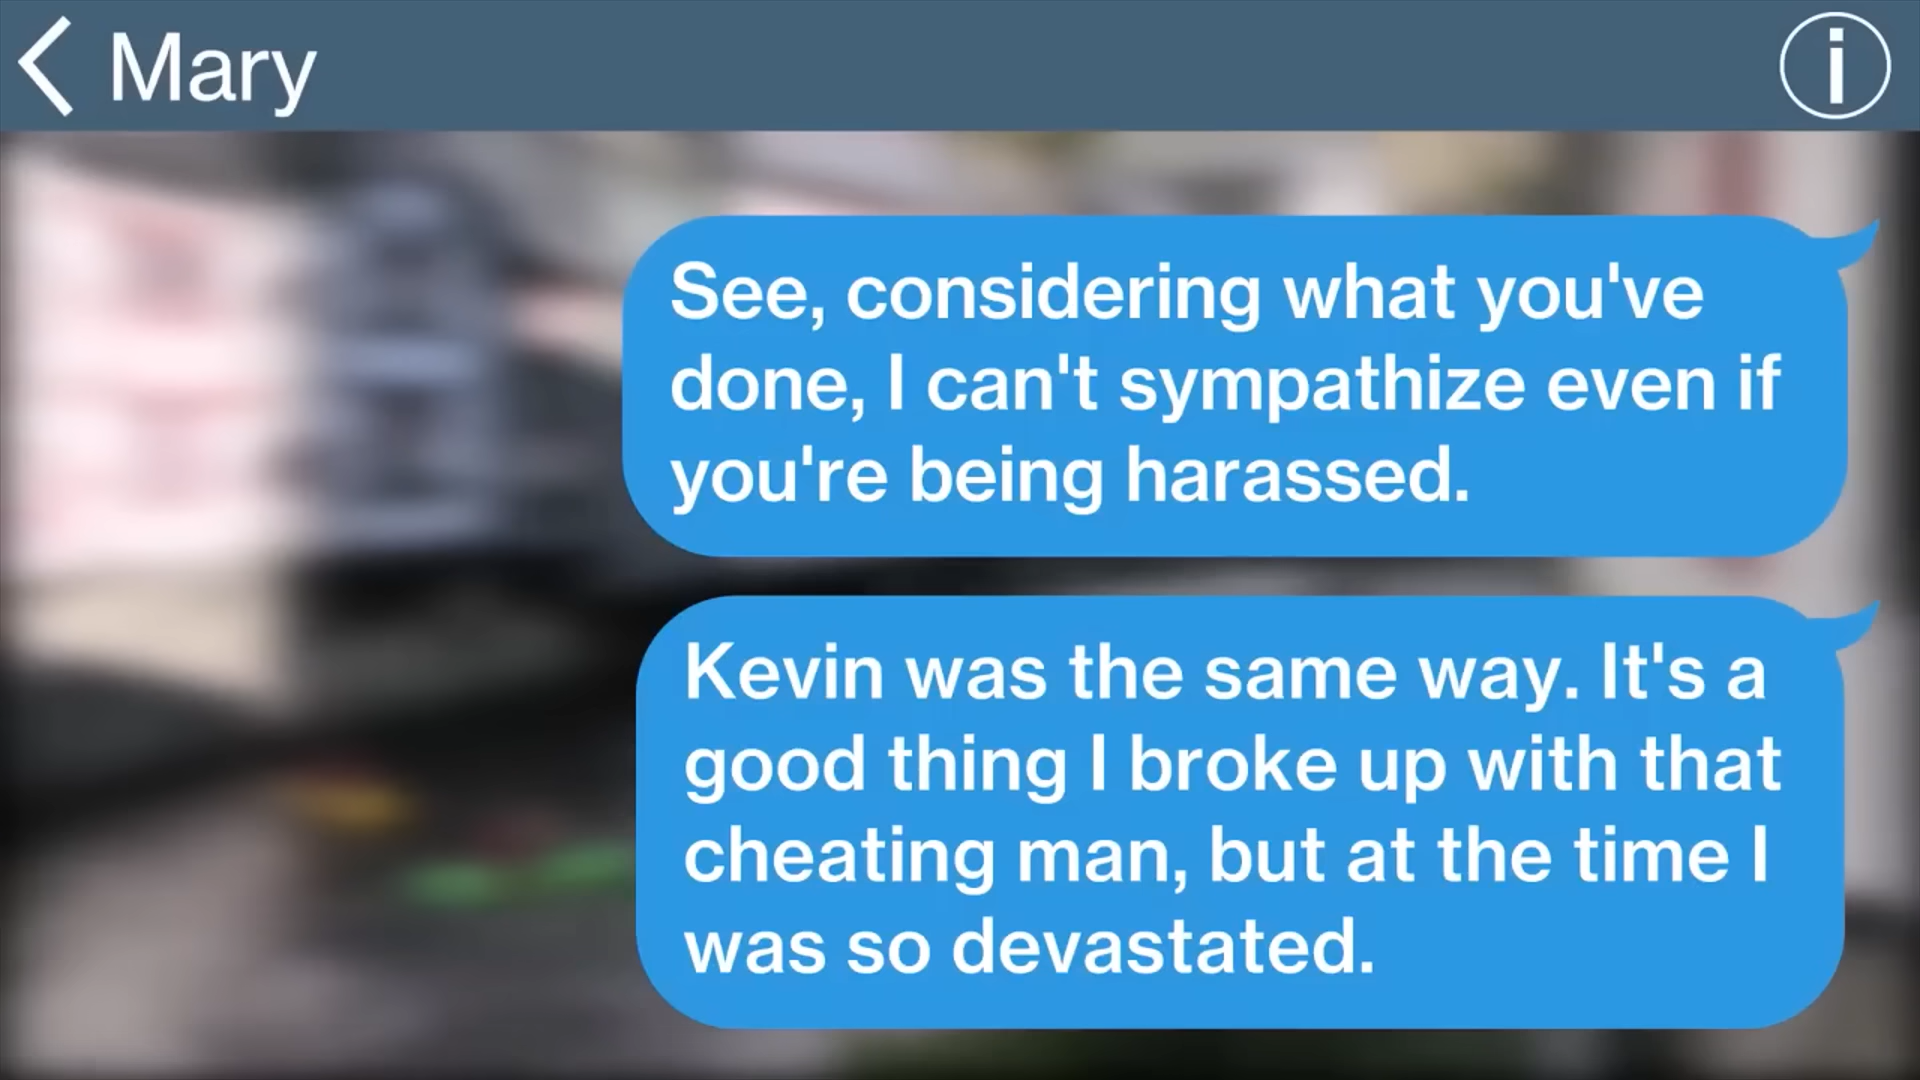 Mary
See, considering what you've
done, I can't sympathize even if
you're being harassed.
Kevin was the same way. It's a
good thing I broke up with that
cheating man, but at the time I
was so devastated.